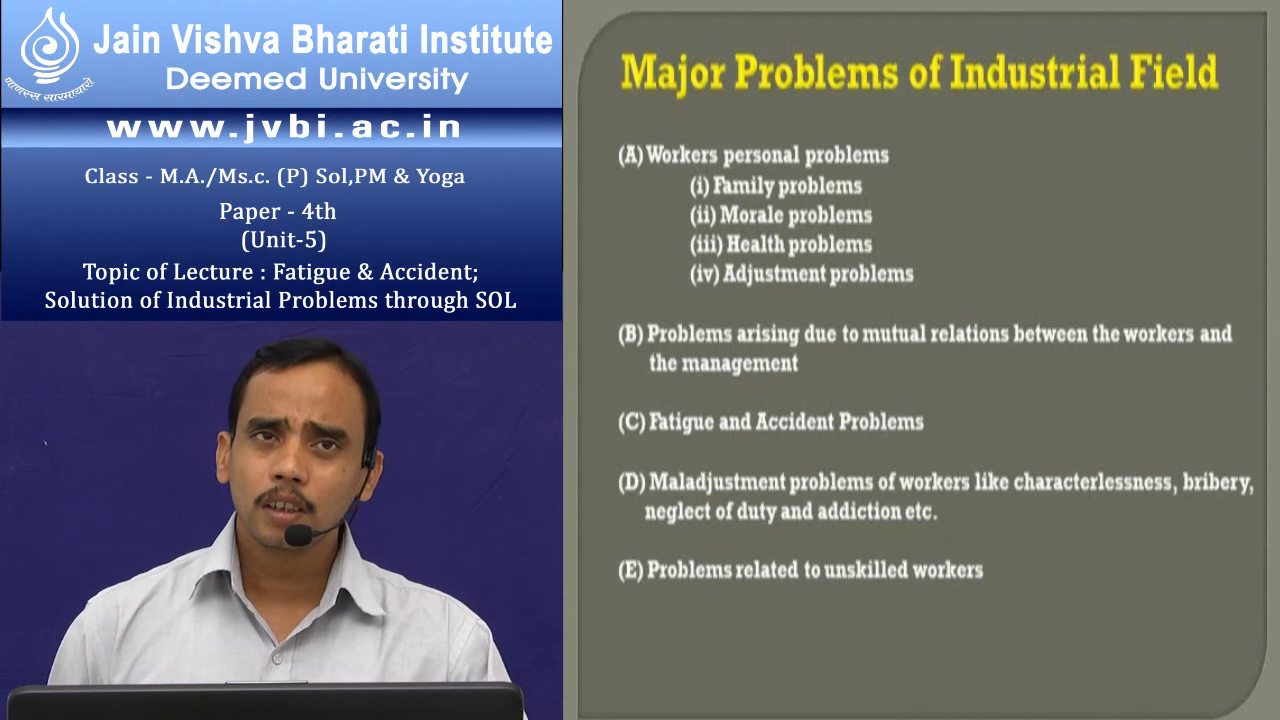 Jain Vishva Bharati Institute
Deemed University
णाणस्स सारमायारो
www.jvbi.ac.in
Class - M.A./Ms.c. (P) Sol,PM & Yoga
Paper - 4th
(Unit-5)
Topic of Lecture : Fatigue & Accident;
Solution of Industrial Problems through SOL
Major Problems of Industrial Field
(A) Workers personal problems
(i) Family problems
(ii) Morale problems
(iii) Health problems
(iv) Adjustment problems
(B) Problems arising due to mutual relations between the workers and
the management
(C) Fatigue and Accident Problems
(D) Maladjustment problems of workers like characterlessness, bribery,
neglect of duty and addiction etc.
(E) Problems related to unskilled workers